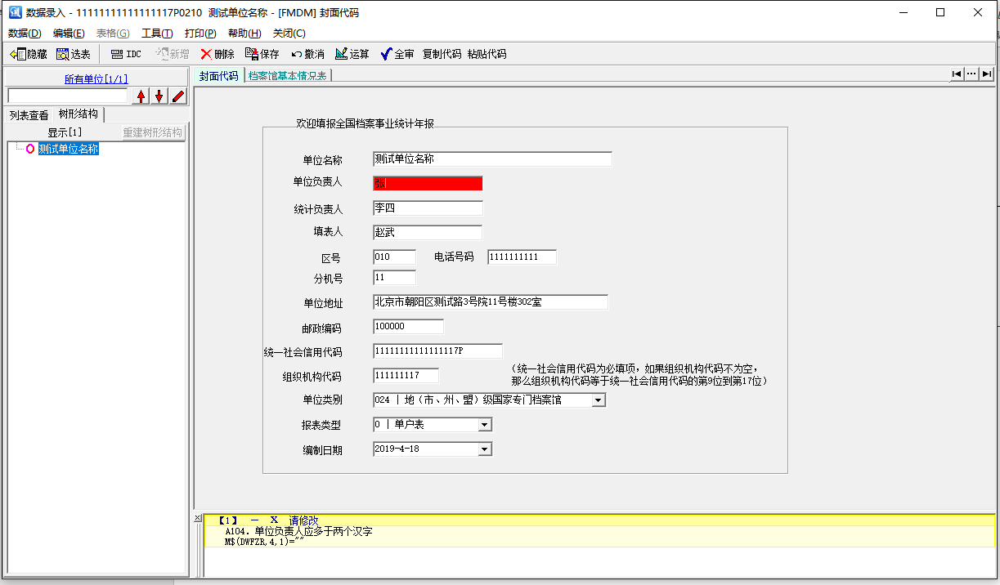 数据录入 - 11111111111111117P0210 测试单位名称 - [FMDM] 封面代码
数据(D) 编辑(E) 表格(G) 工具(T) 打印(P) 帮助(H) 关闭(C)
隐藏 选表 IDC 新增 删除 保存 撤消 运算 全审 复制代码 粘贴代码
所有单位[1/1]
封面代码 档案馆基本情况表
列表查看 树形结构
显示[1] 重建树形结构
测试单位名称
欢迎填报全国档案事业统计年报
单位名称 测试单位名称
单位负责人 张
统计负责人 李四
填表人 赵武
区号 010 电话号码 1111111111
分机号 11
单位地址 北京市朝阳区测试路3号院11号楼302室
邮政编码 100000
统一社会信用代码 11111111111111117P
组织机构代码 111111117
（统一社会信用代码为必填项，如果组织机构代码不为空，
那么组织机构代码等于统一社会信用代码的第9位到第17位）
单位类别 024 | 地（市、州、盟）级国家专门档案馆
报表类型 0 | 单户表
编制日期 2019-4-18
【1】 — X 请修改
A104. 单位负责人应多于两个汉字
M$(DWFZR,4,1)=""